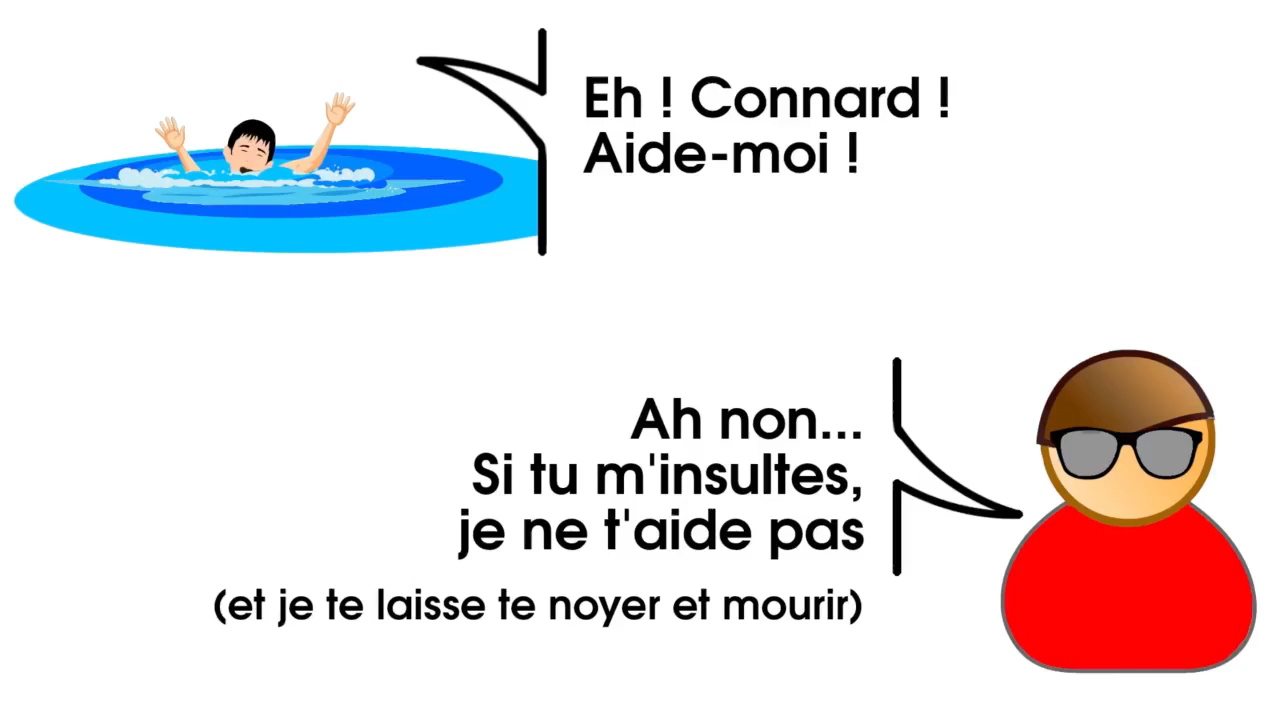 Eh ! Connard !
Aide-moi !
Ah non...
Si tu m'insultes,
je ne t'aide pas
(et je te laisse te noyer et mourir)